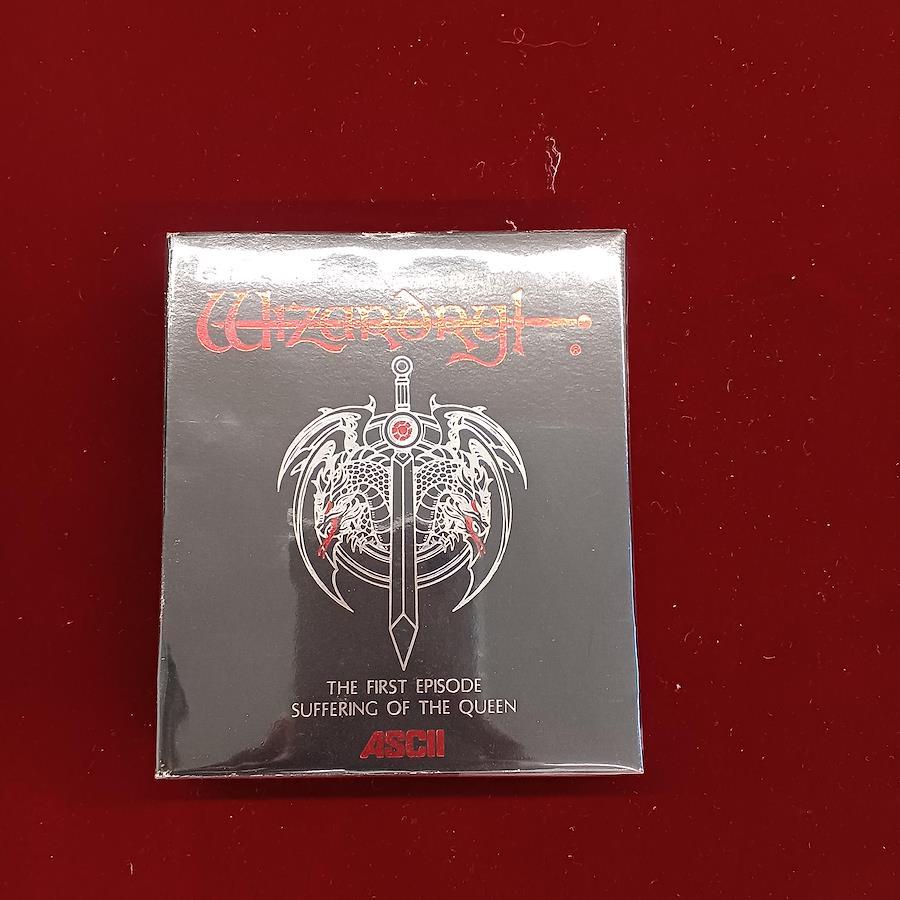 Wizardry
®
THE FIRST EPISODE
SUFFERING OF THE QUEEN
ASCII